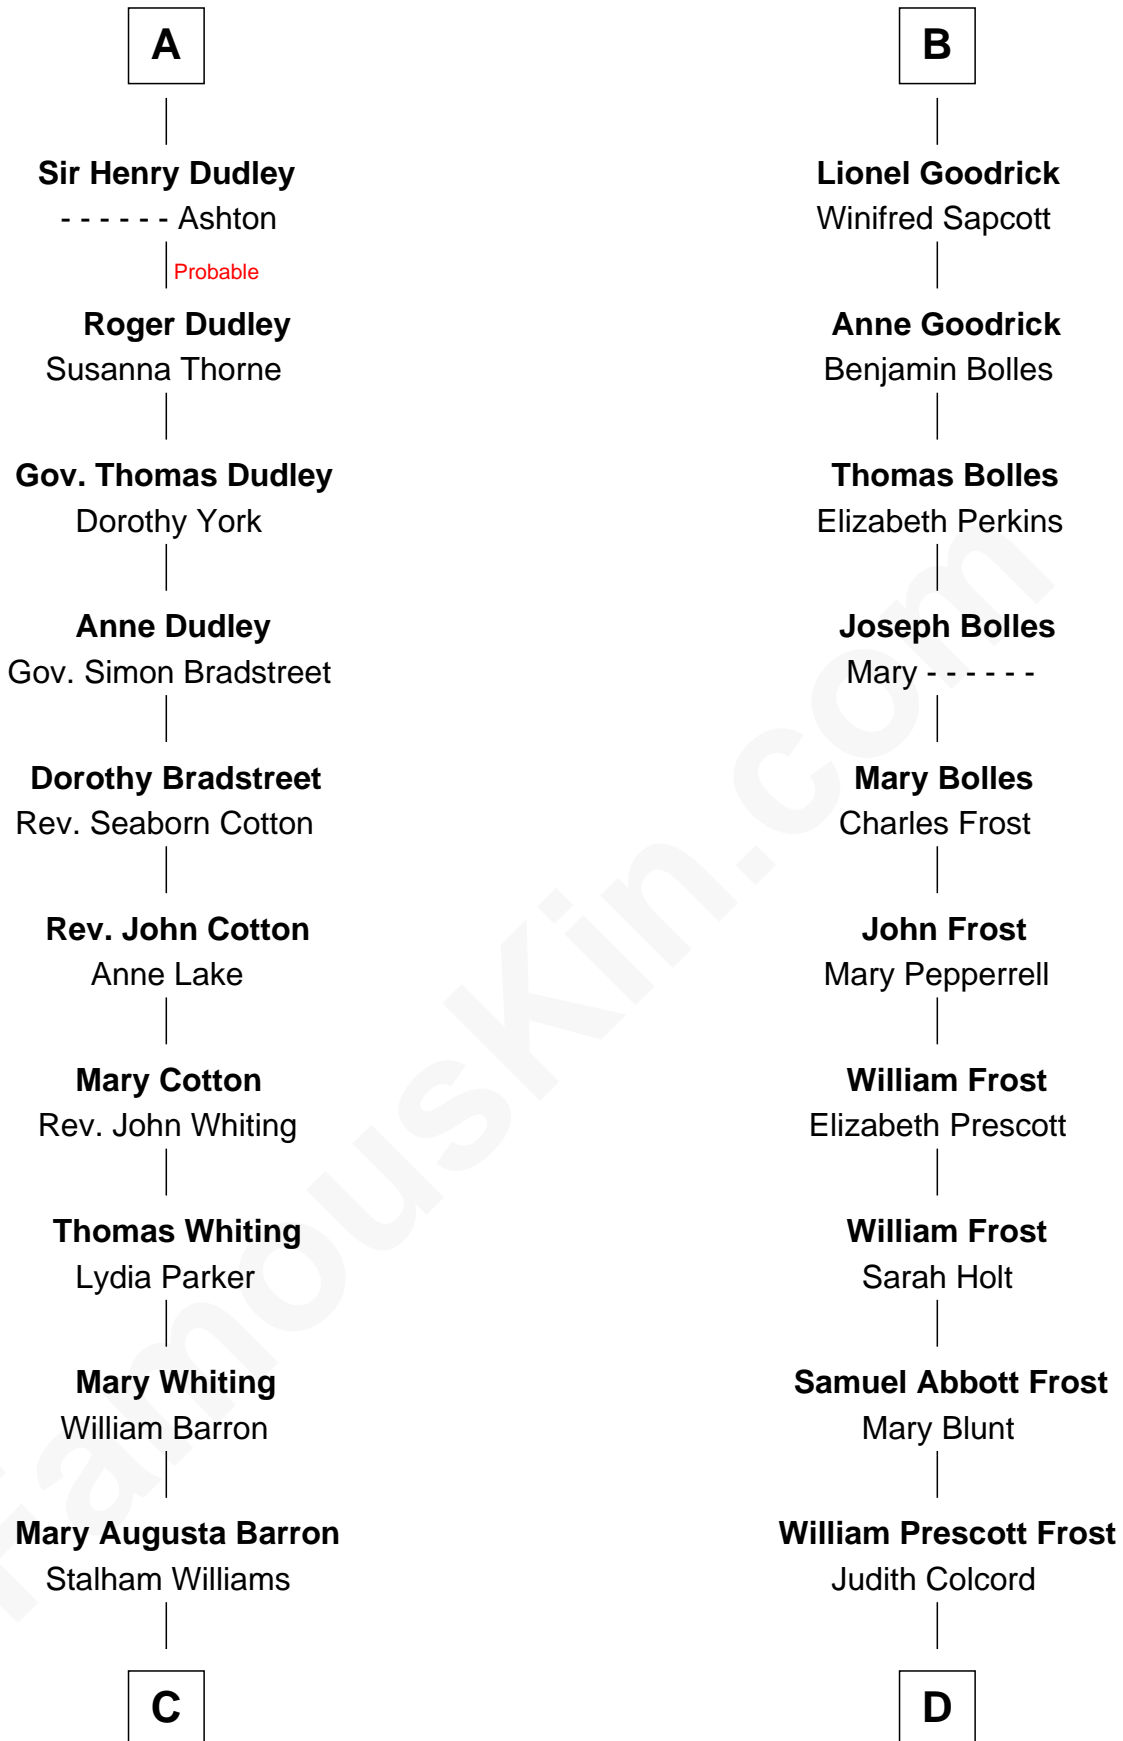 A
Sir Henry Dudley
- - - - - - Ashton
Probable
Roger Dudley
Susanna Thorne
Gov. Thomas Dudley
Dorothy York
Anne Dudley
Gov. Simon Bradstreet
Dorothy Bradstreet
Rev. Seaborn Cotton
Rev. John Cotton
Anne Lake
Mary Cotton
Rev. John Whiting
Thomas Whiting
Lydia Parker
Mary Whiting
William Barron
Mary Augusta Barron
Stalham Williams
C
B
Lionel Goodrick
Winifred Sapcott
Anne Goodrick
Benjamin Bolles
Thomas Bolles
Elizabeth Perkins
Joseph Bolles
Mary - - - - - -
Mary Bolles
Charles Frost
John Frost
Mary Pepperrell
William Frost
Elizabeth Prescott
William Frost
Sarah Holt
Samuel Abbott Frost
Mary Blunt
William Prescott Frost
Judith Colcord
D
FamousKin.com